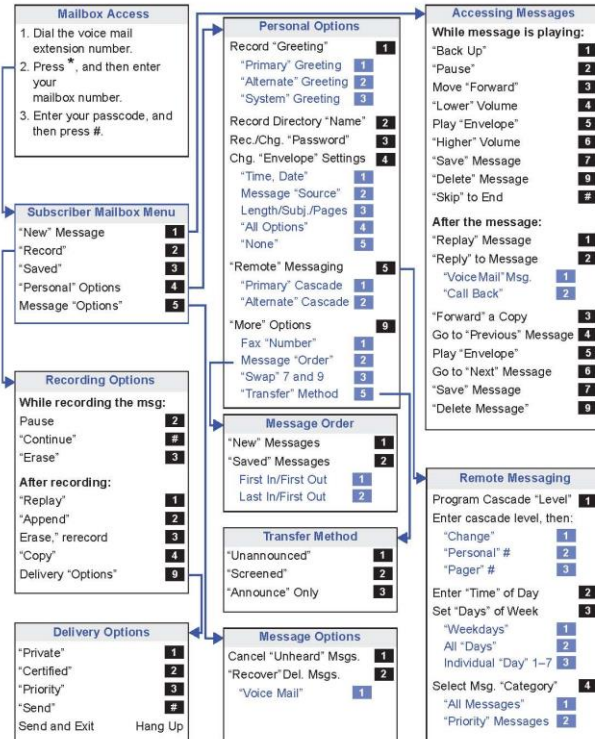 Mailbox Access
1. Dial the voice mail
extension number.
2. Press *, and then enter
your
mailbox number.
3. Enter your passcode, and
then press #.
Subscriber Mailbox Menu
"New" Message 1
"Record" 2
"Saved" 3
"Personal" Options 4
Message "Options" 5
Recording Options
While recording the msg:
Pause 2
"Continue" #
"Erase" 3
After recording:
"Replay" 1
"Append" 2
Erase," rerecord 3
"Copy" 4
Delivery "Options" 9
Delivery Options
"Private" 1
"Certified" 2
"Priority" 3
"Send" #
Send and Exit Hang Up
Personal Options
Record "Greeting" 1
"Primary" Greeting 1
"Alternate" Greeting 2
"System" Greeting 3
Record Directory "Name" 2
Rec./Chg. "Password" 3
Chg. "Envelope" Settings 4
"Time, Date" 1
Message "Source" 2
Length/Subj./Pages 3
"All Options" 4
"None" 5
"Remote" Messaging 5
"Primary" Cascade 1
"Alternate" Cascade 2
"More" Options 9
Fax "Number" 1
Message "Order" 2
"Swap" 7 and 9 3
"Transfer" Method 5
Message Order
"New" Messages 1
"Saved" Messages 2
First In/First Out 1
Last In/First Out 2
Transfer Method
"Unannounced" 1
"Screened" 2
"Announce" Only 3
Message Options
Cancel "Unheard" Msgs. 1
"Recover" Del. Msgs. 2
"Voice Mail" 1
Accessing Messages
While message is playing:
"Back Up" 1
"Pause" 2
Move "Forward" 3
"Lower" Volume 4
Play "Envelope" 5
"Higher" Volume 6
"Save" Message 7
"Delete" Message 9
"Skip" to End #
After the message:
"Replay" Message 1
"Reply" to Message 2
"Voice Mail" Msg. 1
"Call Back" 2
"Forward" a Copy 3
Go to "Previous" Message 4
Play "Envelope" 5
Go to "Next" Message 6
"Save" Message 7
"Delete Message" 9
Remote Messaging
Program Cascade "Level" 1
Enter cascade level, then:
"Change" 1
"Personal" # 2
"Pager" # 3
Enter "Time" of Day 2
Set "Days" of Week 3
"Weekdays" 1
All "Days" 2
Individual "Day" 1–7 3
Select Msg. "Category" 4
"All Messages" 1
"Priority" Messages 2